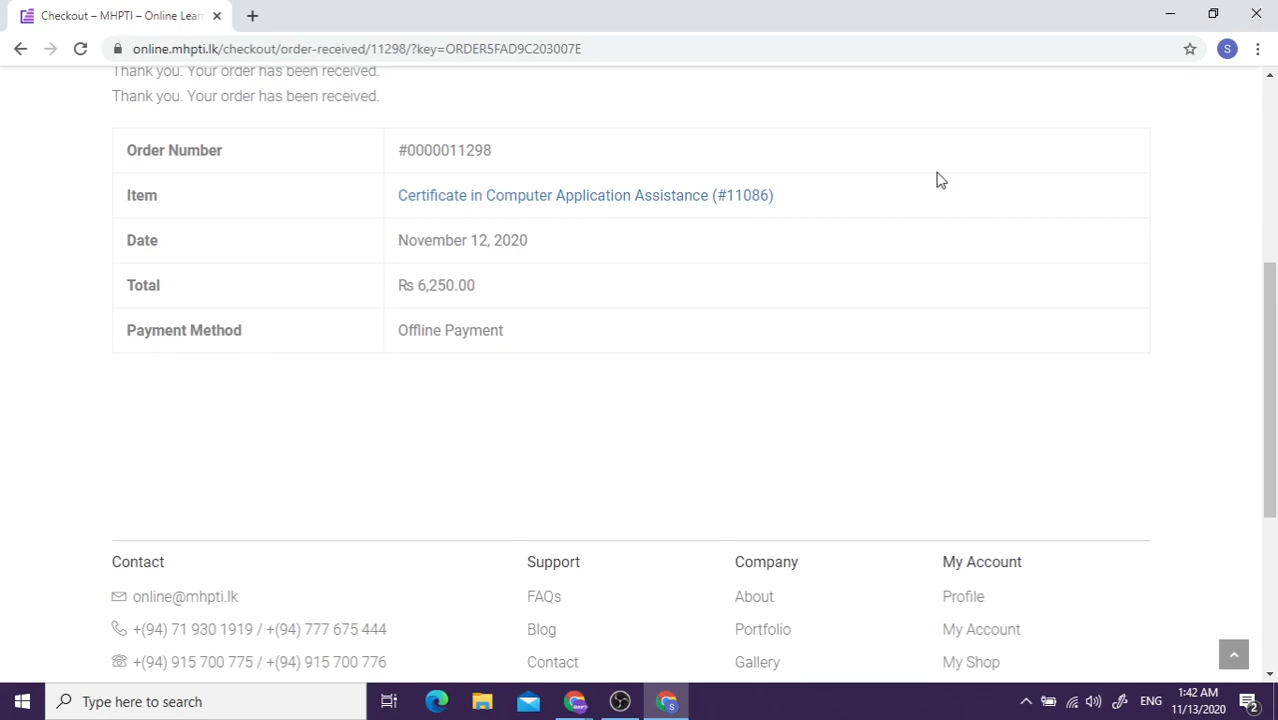 Checkout – MHPTI – Online Lear
online.mhpti.lk/checkout/order-received/11298/?key=ORDER5FAD9C203007E
S
Thank you. Your order has been received.
Thank you. Your order has been received.
Order Number #0000011298
Item Certificate in Computer Application Assistance (#11086)
Date November 12, 2020
Total ₨ 6,250.00
Payment Method Offline Payment
Contact Support Company My Account
online@mhpti.lk FAQs About Profile
+(94) 71 930 1919 / +(94) 777 675 444 Blog Portfolio My Account
+(94) 915 700 775 / +(94) 915 700 776 Contact Gallery My Shop
Type here to search ENG 1:42 AM
11/13/2020 2